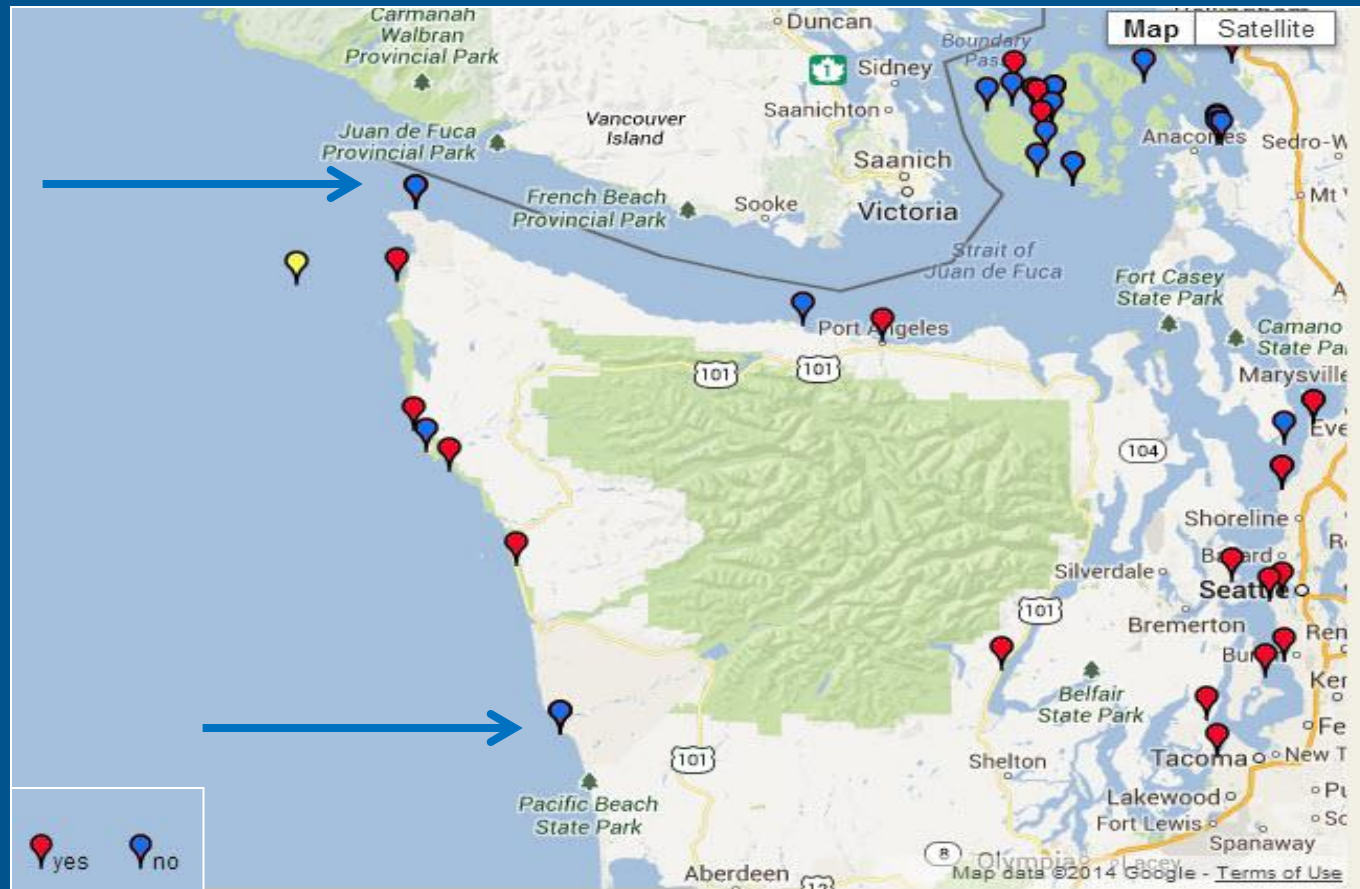 Carmanah
Walbran
Provincial Park
Duncan
Boundary
Pass
Map
Satellite
1
Sidney
Saanichton
Vancouver
Island
Juan de Fuca
Provincial Park
Anacortes
Sedro-W
Saanich
Victoria
French Beach
Provincial Park
Sooke
Mt
Strait of
Juan de Fuca
Fort Casey
State Park
Camano
State Pa
Port Angeles
101
101
Marysville
Eve
104
Shoreline
Ballard
Silverdale
Seattle
101
Bremerton
Ren
Bu
Ker
Belfair
State Park
Fe
101
Shelton
Tacoma
New T
Pacific Beach
State Park
Lakewood
Pu
Fort Lewis
Sc
Spanaway
yes
no
8
Olympia
Lacey
Aberdeen
12
Map data ©2014 Google - Terms of Use